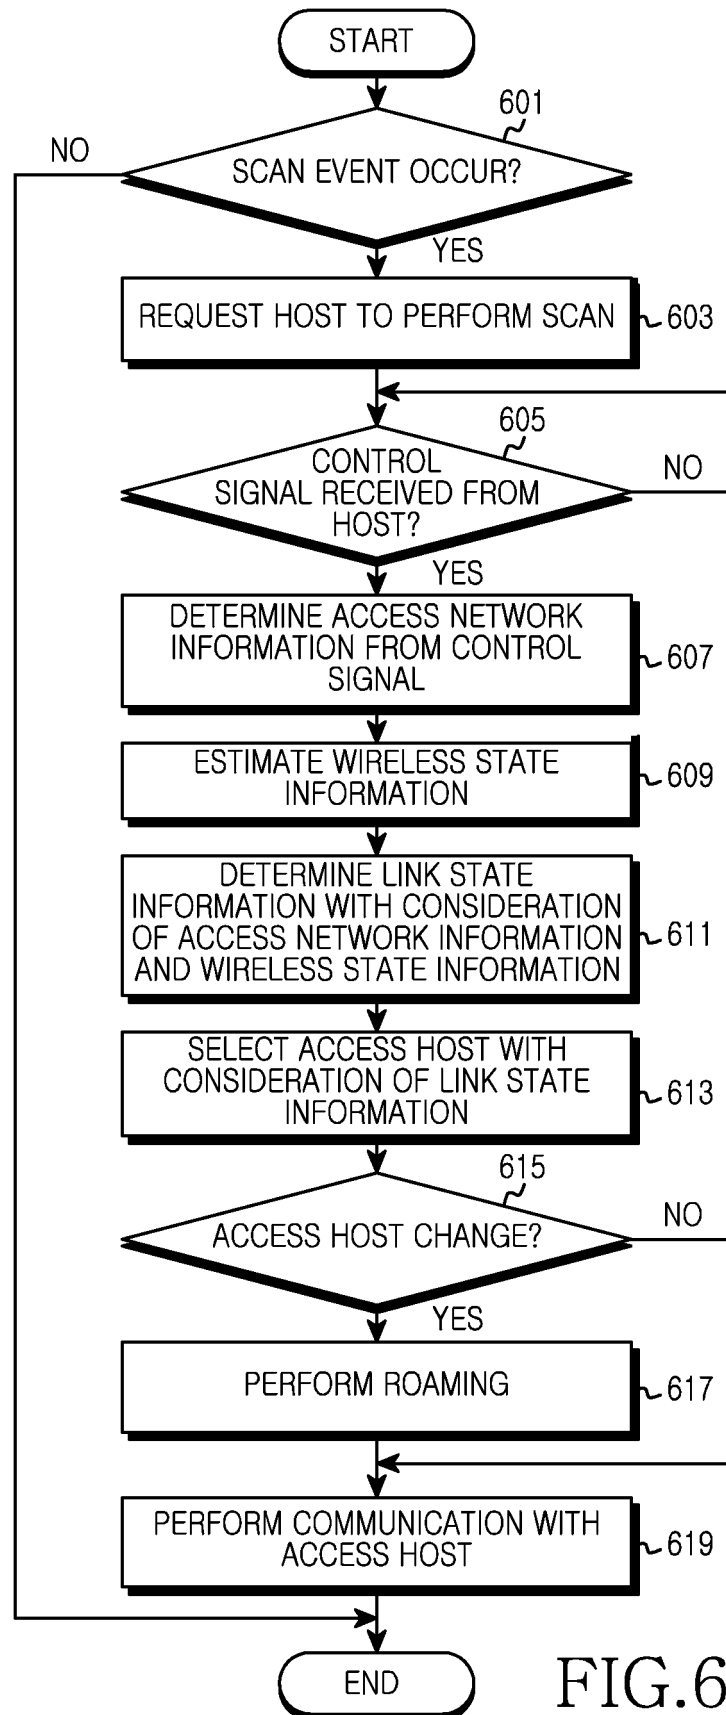 START
601
NO
SCAN EVENT OCCUR?
YES
REQUEST HOST TO PERFORM SCAN
603
605
CONTROL
SIGNAL RECEIVED FROM
HOST?
NO
YES
DETERMINE ACCESS NETWORK
INFORMATION FROM CONTROL
SIGNAL
607
ESTIMATE WIRELESS STATE
INFORMATION
609
DETERMINE LINK STATE
INFORMATION WITH CONSIDERATION
OF ACCESS NETWORK INFORMATION
AND WIRELESS STATE INFORMATION
611
SELECT ACCESS HOST WITH
CONSIDERATION OF LINK STATE
INFORMATION
613
615
ACCESS HOST CHANGE?
NO
YES
PERFORM ROAMING
617
PERFORM COMMUNICATION WITH
ACCESS HOST
619
END
FIG.6